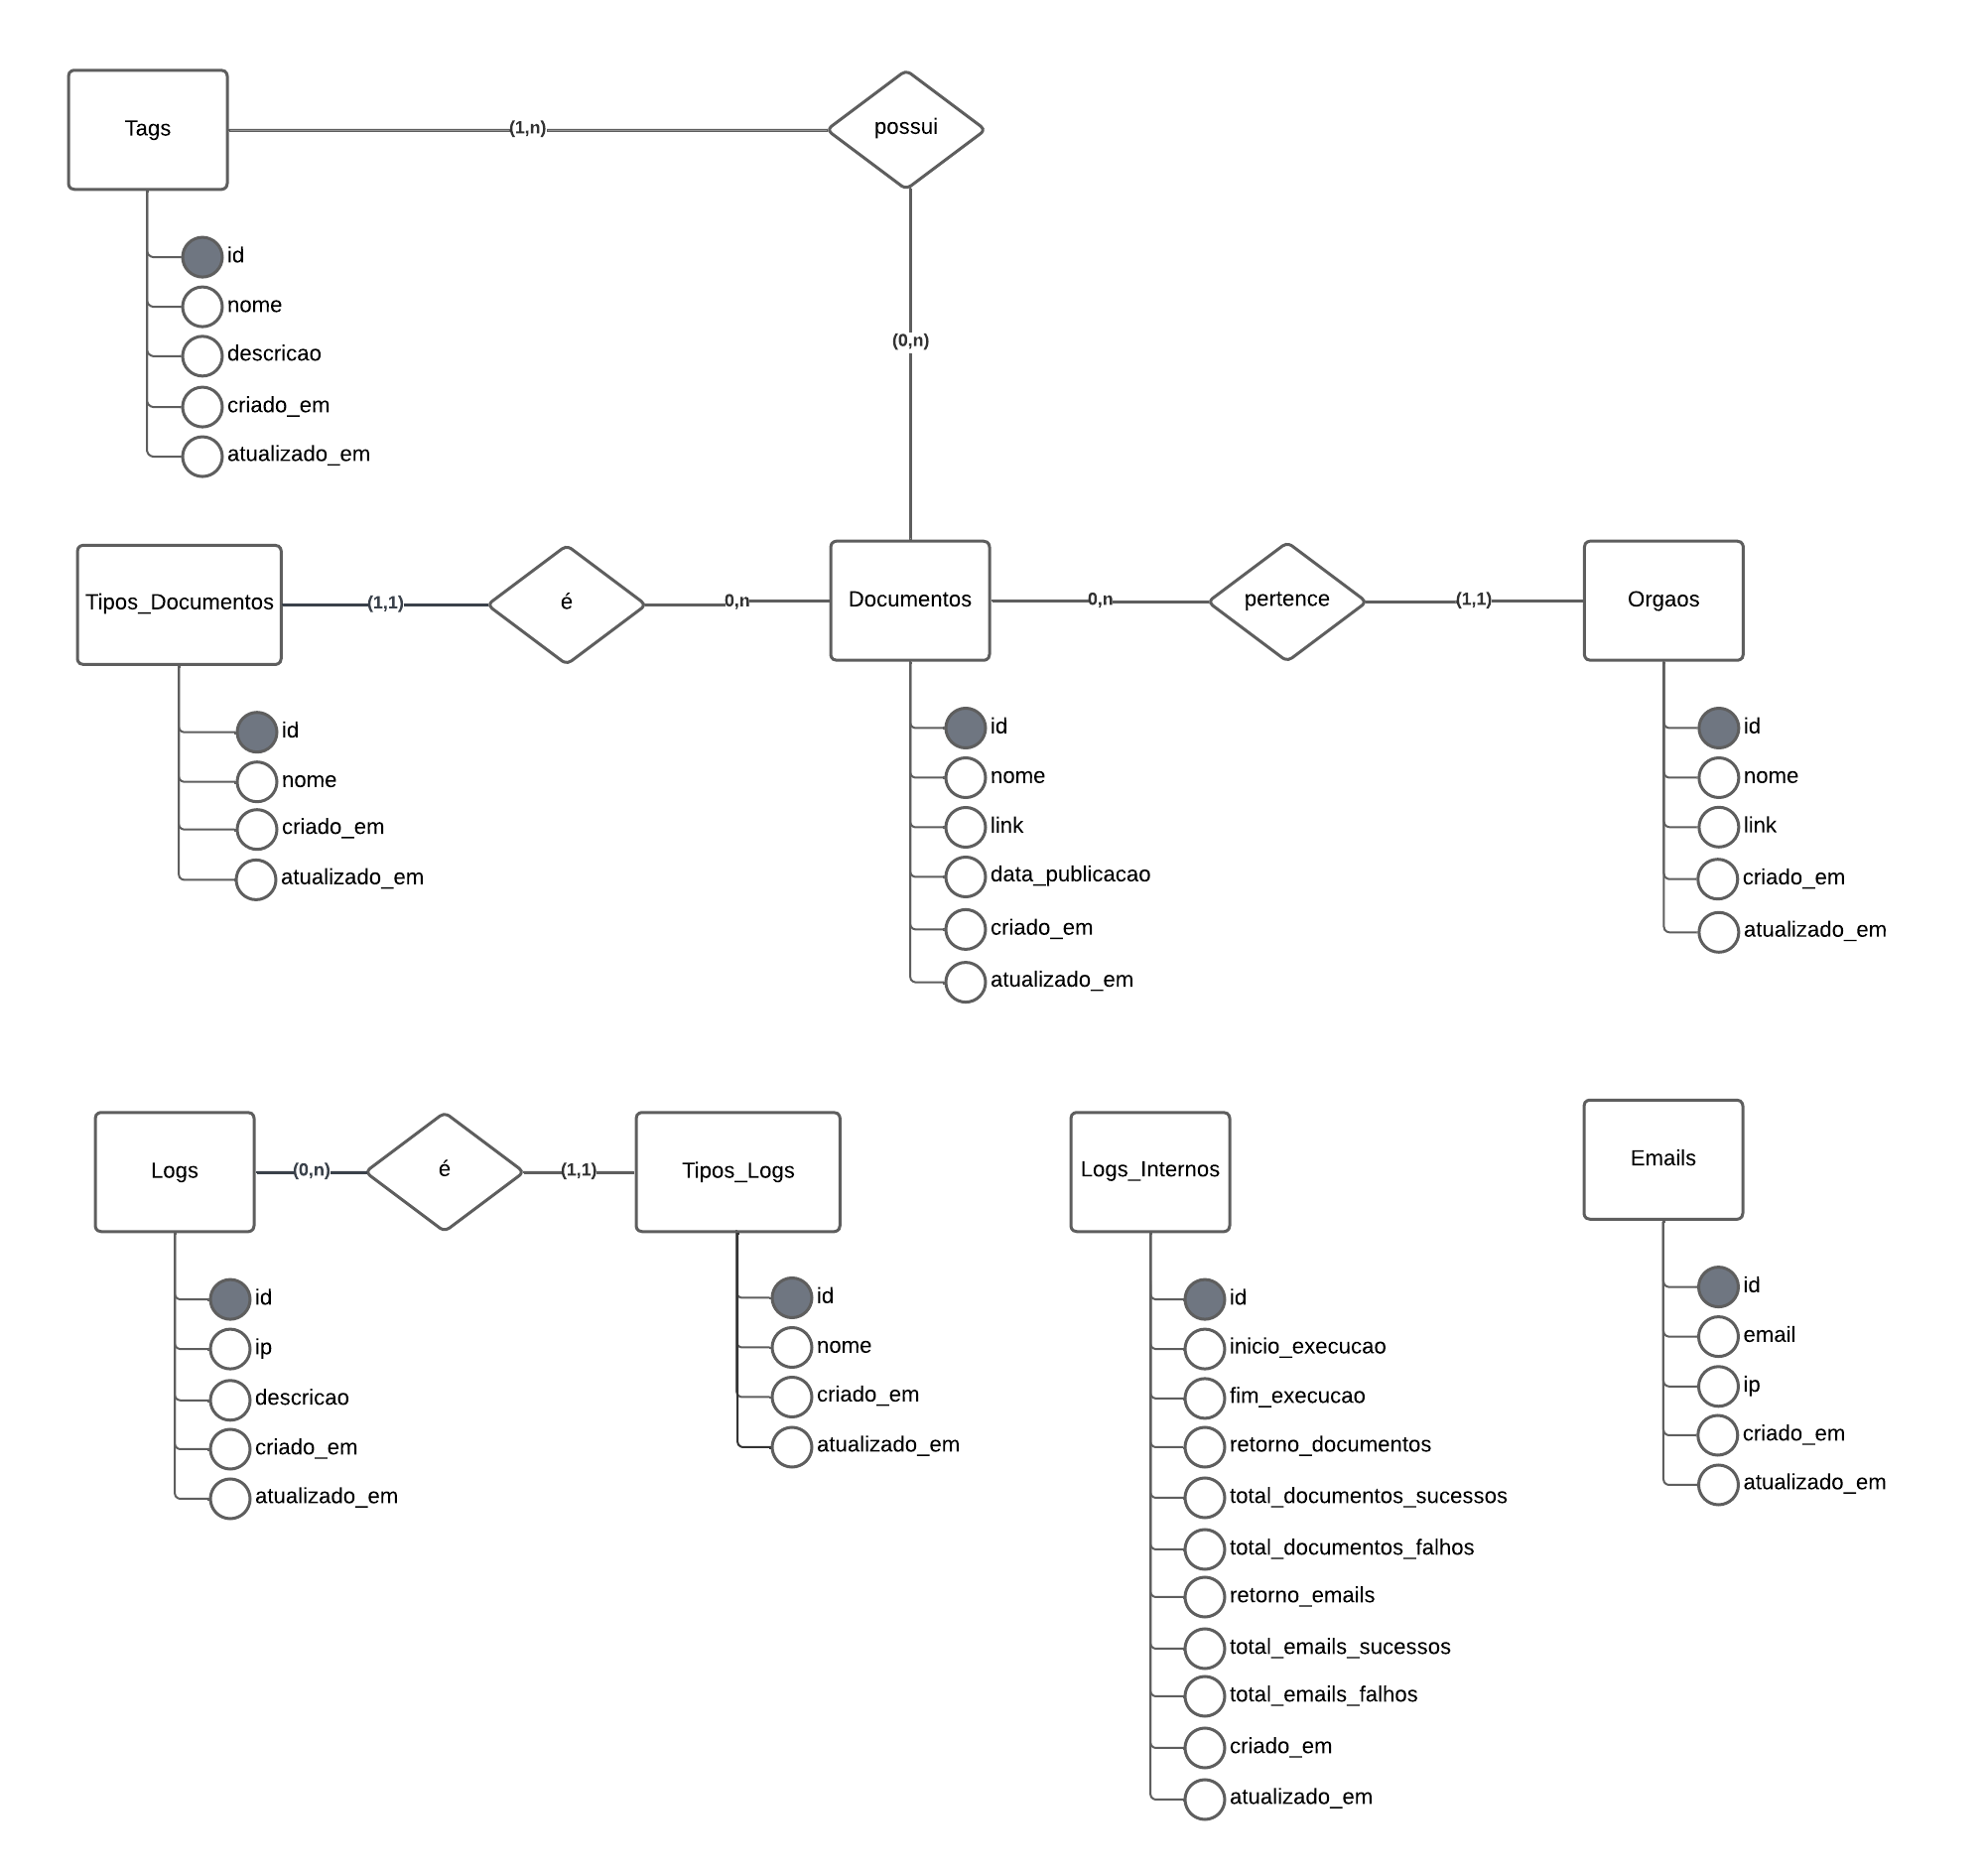 Tags
(1,n)
possui
id
nome
descricao
criado_em
atualizado_em
(0,n)
Tipos_Documentos
(1,1)
é
0,n
Documentos
0,n
pertence
(1,1)
Orgaos
id
nome
criado_em
atualizado_em
id
nome
link
data_publicacao
criado_em
atualizado_em
id
nome
link
criado_em
atualizado_em
Logs
(0,n)
é
(1,1)
Tipos_Logs
Logs_Internos
Emails
id
ip
descricao
criado_em
atualizado_em
id
nome
criado_em
atualizado_em
id
inicio_execucao
fim_execucao
retorno_documentos
total_documentos_sucessos
total_documentos_falhos
retorno_emails
total_emails_sucessos
total_emails_falhos
criado_em
atualizado_em
id
email
ip
criado_em
atualizado_em